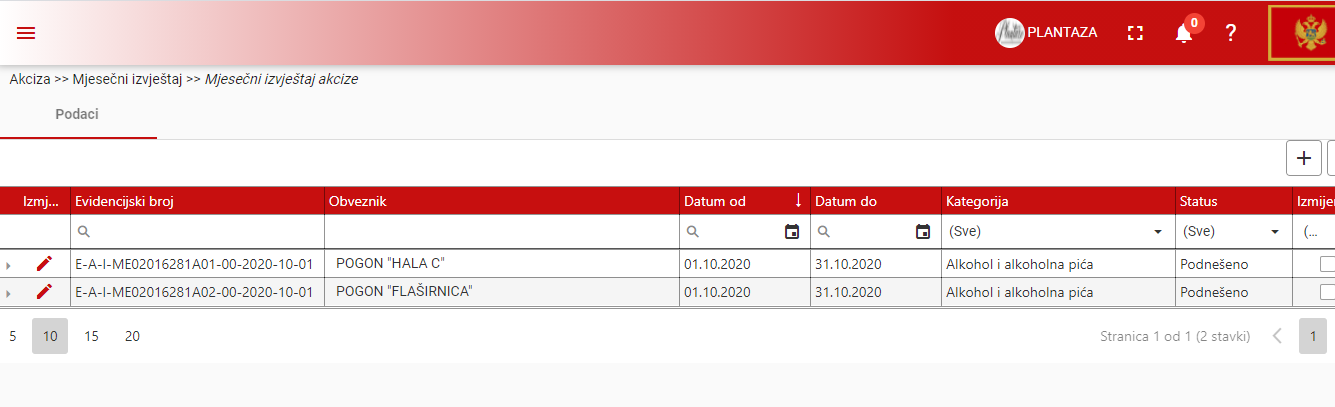 PLANTAZA 0 ?
Akciza >> Mjesečni izvještaj >> Mjesečni izvještaj akcize
Podaci
+
Izmj... Evidencijski broj Obveznik Datum od ↓ Datum do Kategorija Status Izmijen
(Sve) (Sve) (...
E-A-I-ME02016281A01-00-2020-10-01 POGON "HALA C" 01.10.2020 31.10.2020 Alkohol i alkoholna pića Podnešeno
E-A-I-ME02016281A02-00-2020-10-01 POGON "FLAŠIRNICA" 01.10.2020 31.10.2020 Alkohol i alkoholna pića Podnešeno
5 10 15 20 Stranica 1 od 1 (2 stavki) 1